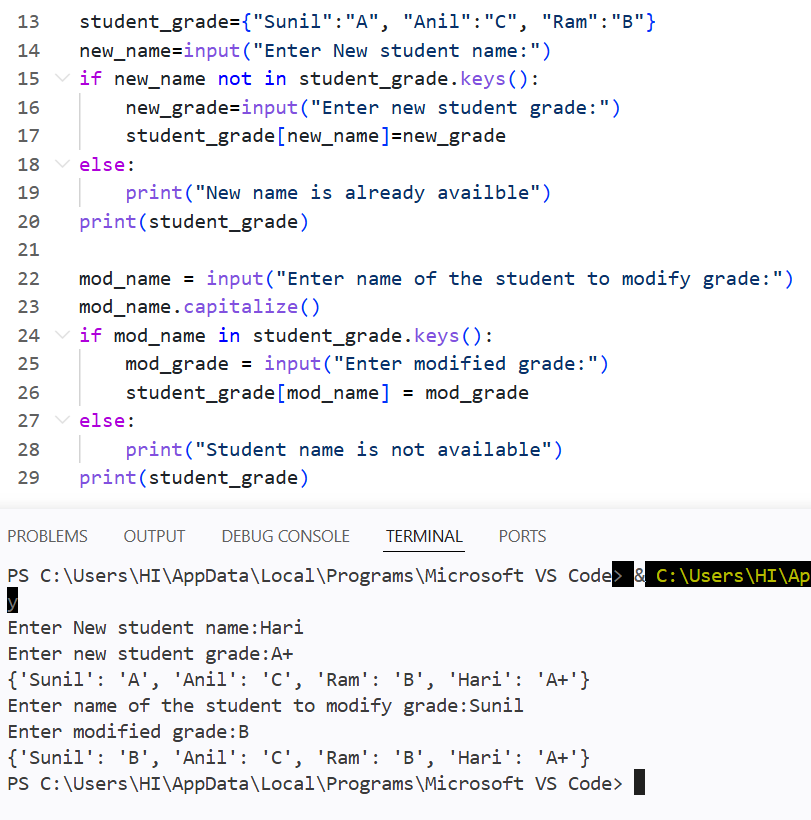 13 student_grade={"Sunil":"A", "Anil":"C", "Ram":"B"}
14 new_name=input("Enter New student name:")
15 if new_name not in student_grade.keys():
16     new_grade=input("Enter new student grade:")
17     student_grade[new_name]=new_grade
18 else:
19     print("New name is already availble")
20 print(student_grade)
21
22 mod_name = input("Enter name of the student to modify grade:")
23 mod_name.capitalize()
24 if mod_name in student_grade.keys():
25     mod_grade = input("Enter modified grade:")
26     student_grade[mod_name] = mod_grade
27 else:
28     print("Student name is not available")
29 print(student_grade)
PROBLEMS OUTPUT DEBUG CONSOLE TERMINAL PORTS
PS C:\Users\HI\AppData\Local\Programs\Microsoft VS Code> & C:\Users\HI\Ap
y
Enter New student name:Hari
Enter new student grade:A+
{'Sunil': 'A', 'Anil': 'C', 'Ram': 'B', 'Hari': 'A+'}
Enter name of the student to modify grade:Sunil
Enter modified grade:B
{'Sunil': 'B', 'Anil': 'C', 'Ram': 'B', 'Hari': 'A+'}
PS C:\Users\HI\AppData\Local\Programs\Microsoft VS Code>